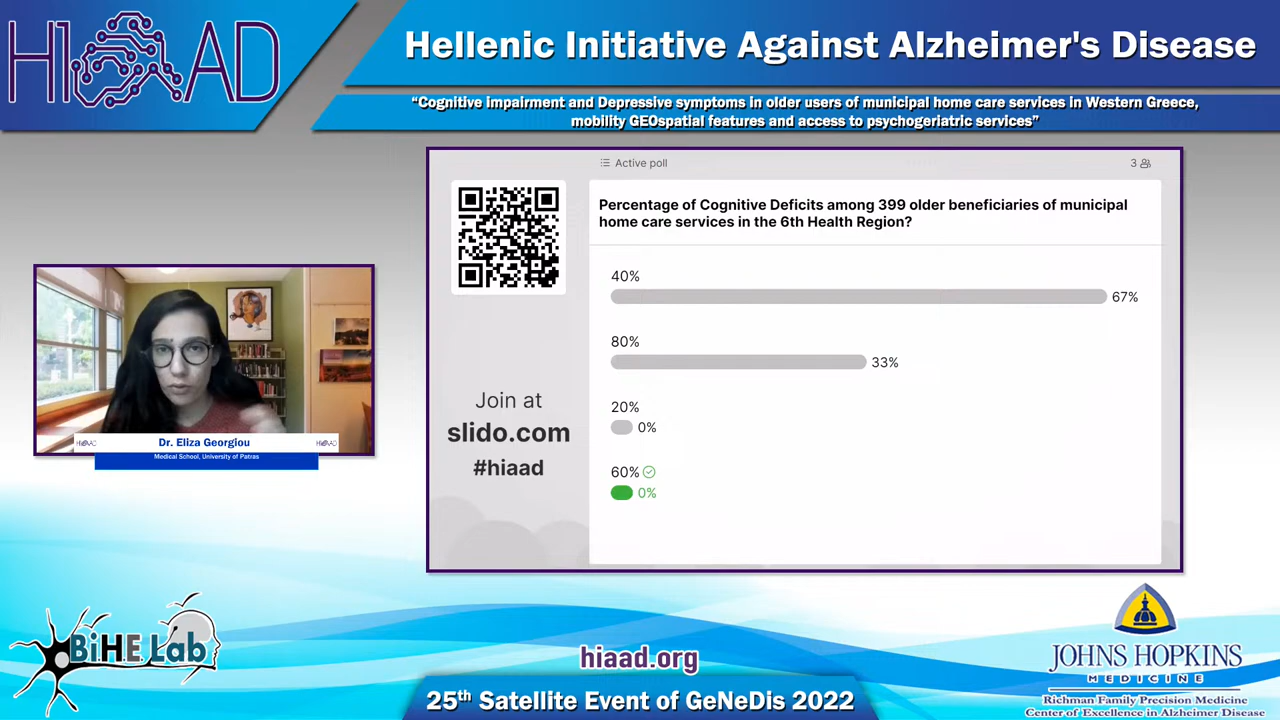 HIAAD
Hellenic Initiative Against Alzheimer's Disease
“Cognitive impairment and Depressive symptoms in older users of municipal home care services in Western Greece,
mobility GEOspatial features and access to psychogeriatric services”
Active poll
3
Percentage of Cognitive Deficits among 399 older beneficiaries of municipal
home care services in the 6th Health Region?
40%
67%
80%
33%
20%
0%
60%
0%
Join at
slido.com
#hiaad
HIAAD
Dr. Eliza Georgiou
HIAAD
Medical School, University of Patras
BiHE Lab
hiaad.org
25th Satellite Event of GeNeDis 2022
JOHNS HOPKINS
MEDICINE
Richman Family Precision Medicine
Center of Excellence in Alzheimer Disease